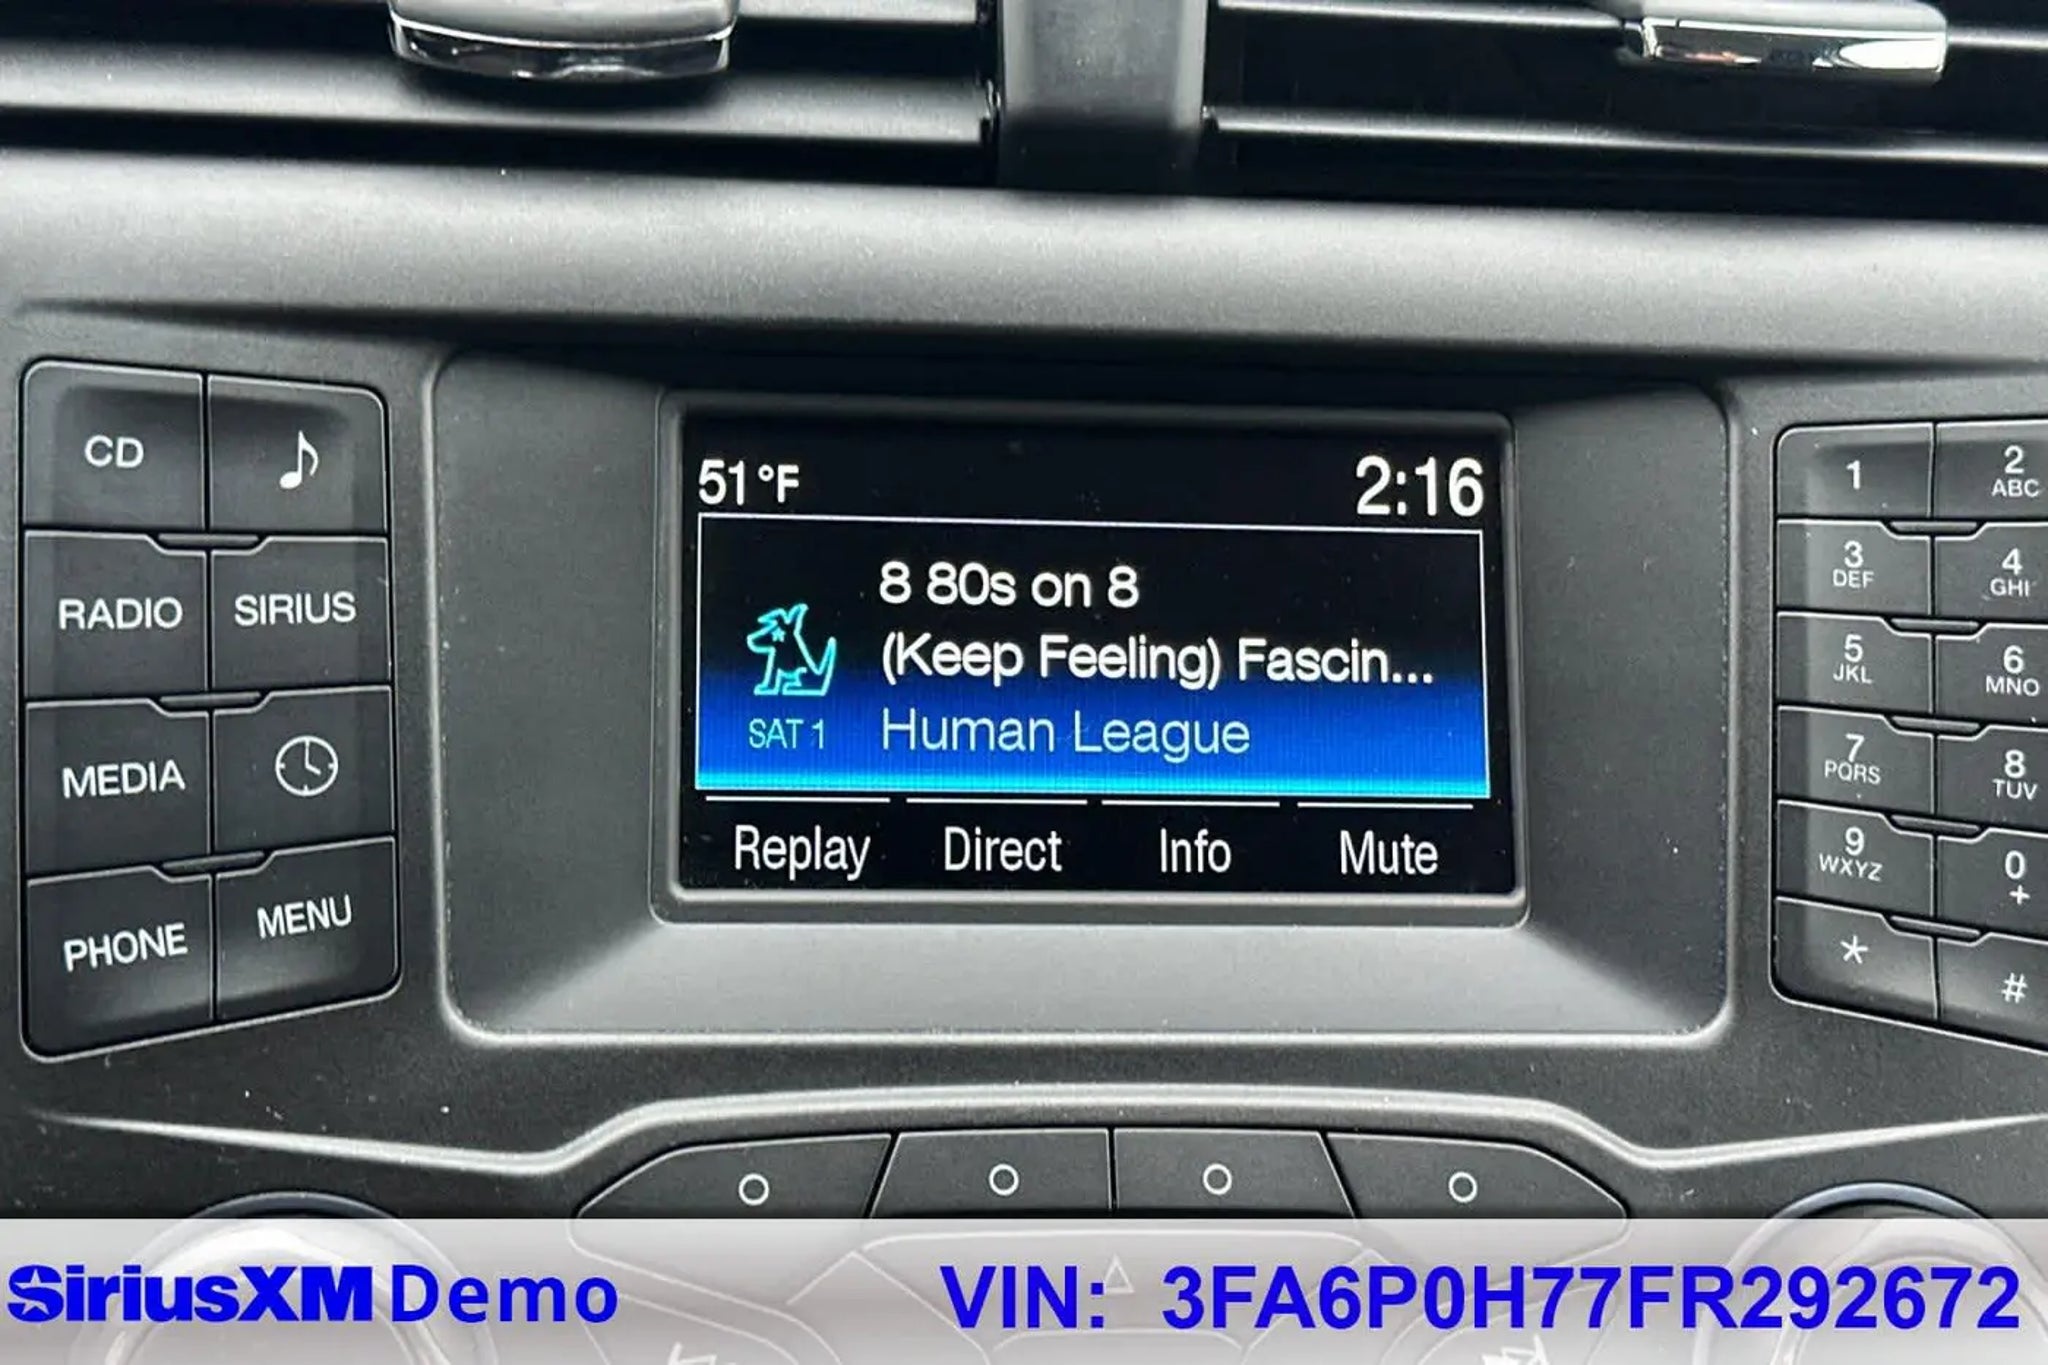 CD
RADIO SIRIUS
MEDIA
PHONE MENU
51°F 2:16
8 80s on 8
(Keep Feeling) Fascin...
SAT 1 Human League
Replay Direct Info Mute
1 2 ABC
3 DEF 4 GHI
5 JKL 6 MNO
7 PQRS 8 TUV
9 WXYZ 0 +
* #
SiriusXM Demo VIN: 3FA6P0H77FR292672